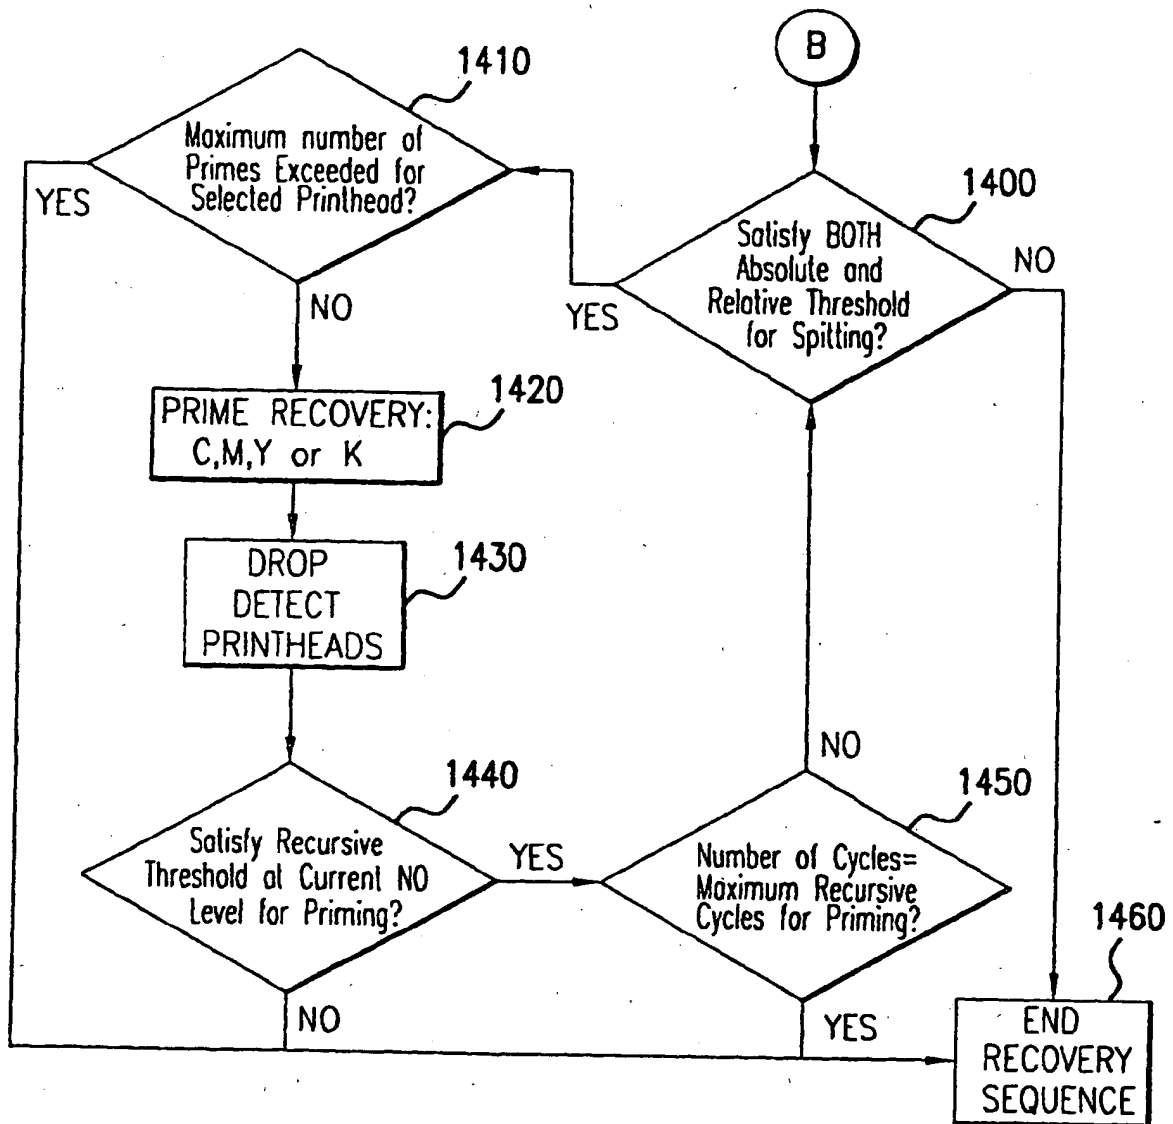 B
1410
Maximum number of
Primes Exceeded for
Selected Printhead?
YES
NO
1400
Satisfy BOTH
Absolute and
Relative Threshold
for Spitting?
NO
YES
1420
PRIME RECOVERY:
C,M,Y or K
1430
DROP
DETECT
PRINTHEADS
1440
Satisfy Recursive
Threshold at Current NO
Level for Priming?
YES
NO
1450
Number of Cycles=
Maximum Recursive
Cycles for Priming?
NO
YES
1460
END
RECOVERY
SEQUENCE